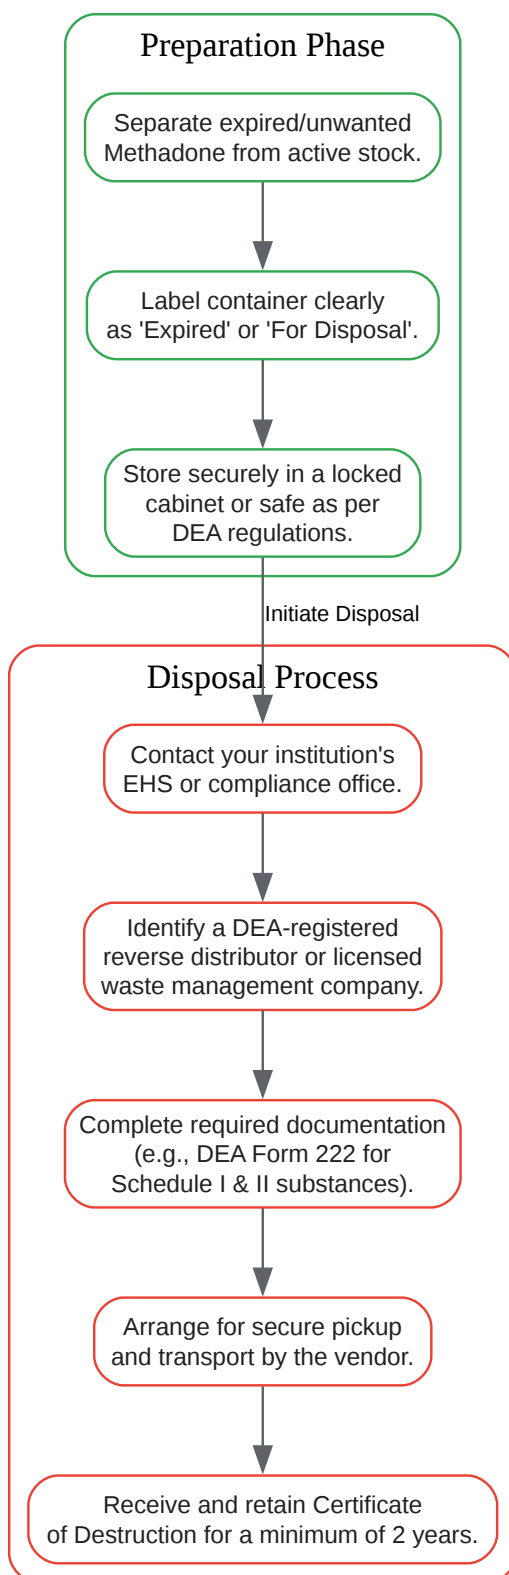 Preparation Phase
Separate expired/unwanted
Methadone from active stock.
Label container clearly
as 'Expired' or 'For Disposal'.
Store securely in a locked
cabinet or safe as per
DEA regulations.
Initiate Disposal
Disposal Process
Contact your institution's
EHS or compliance office.
Identify a DEA-registered
reverse distributor or licensed
waste management company.
Complete required documentation
(e.g., DEA Form 222 for
Schedule I & II substances).
Arrange for secure pickup
and transport by the vendor.
Receive and retain Certificate
of Destruction for a minimum of 2 years.